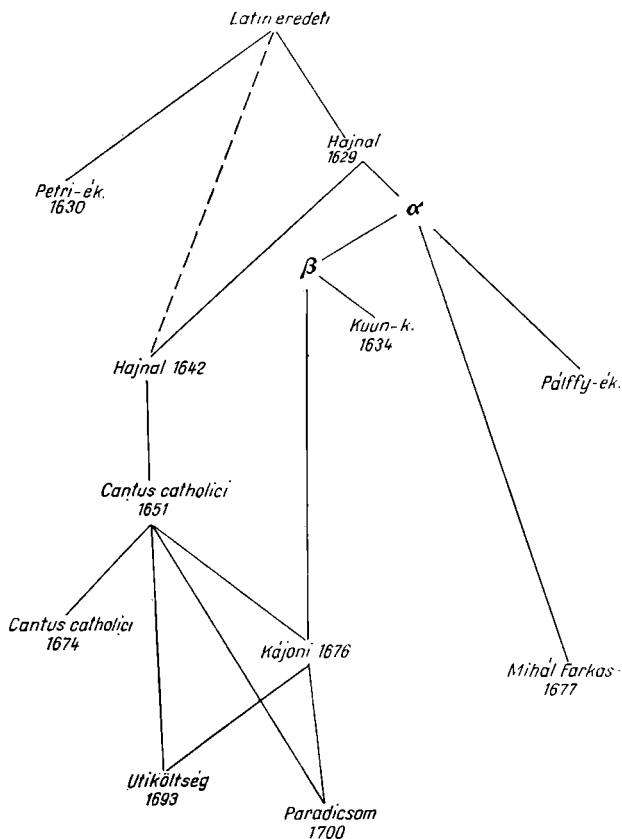 Latin eredeti
Hajnal
1629
Petri-ék.
1630
α
β
Kuun-k.
1634
Hajnal 1642
Pálffy-ék.
Cantus catholici
1651
Cantus catholici
1674
Kájoni 1676
Mihál Farkas-
1677
Utiköltség
1693
Paradicsom
1700